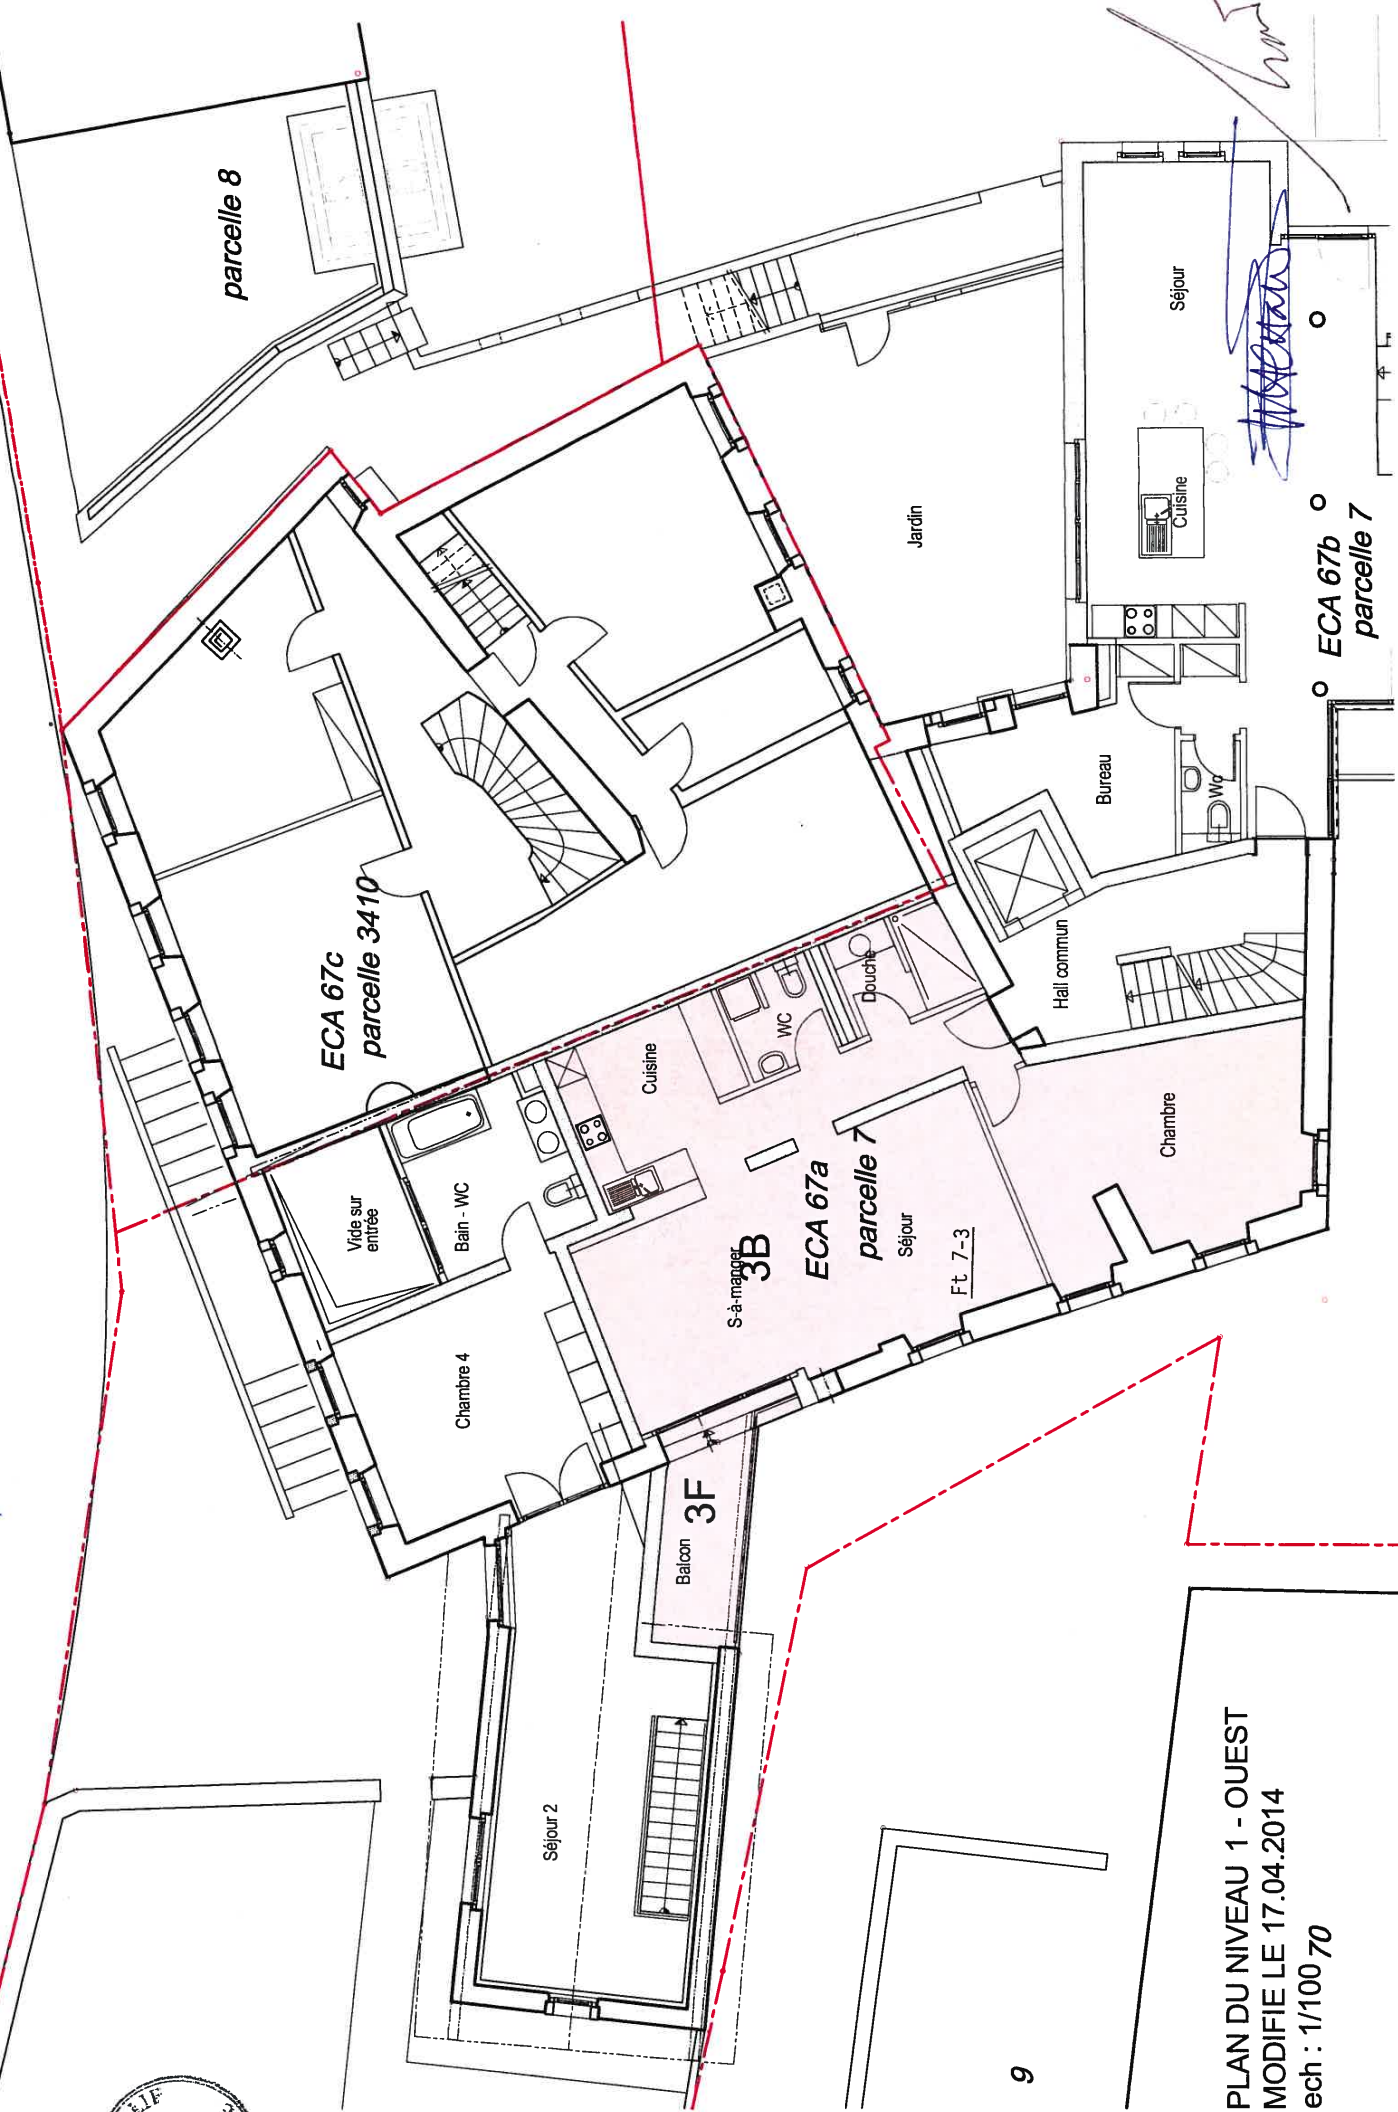 parcelle 8
ECA 67c
parcelle 3410
Jardin
Séjour
Cuisine
ECA 67b
parcelle 7
Bureau
Wc
Hall commun
Douche
WC
Cuisine
Vide sur
entrée
Bain - WC
Chambre 4
S-à-manger
3B
ECA 67a
parcelle 7
Séjour
Ft 7-3
Chambre
Balcon
3F
Séjour 2
9
PLAN DU NIVEAU 1 - OUEST
MODIFIE LE 17.04.2014
ech : 1/100
70